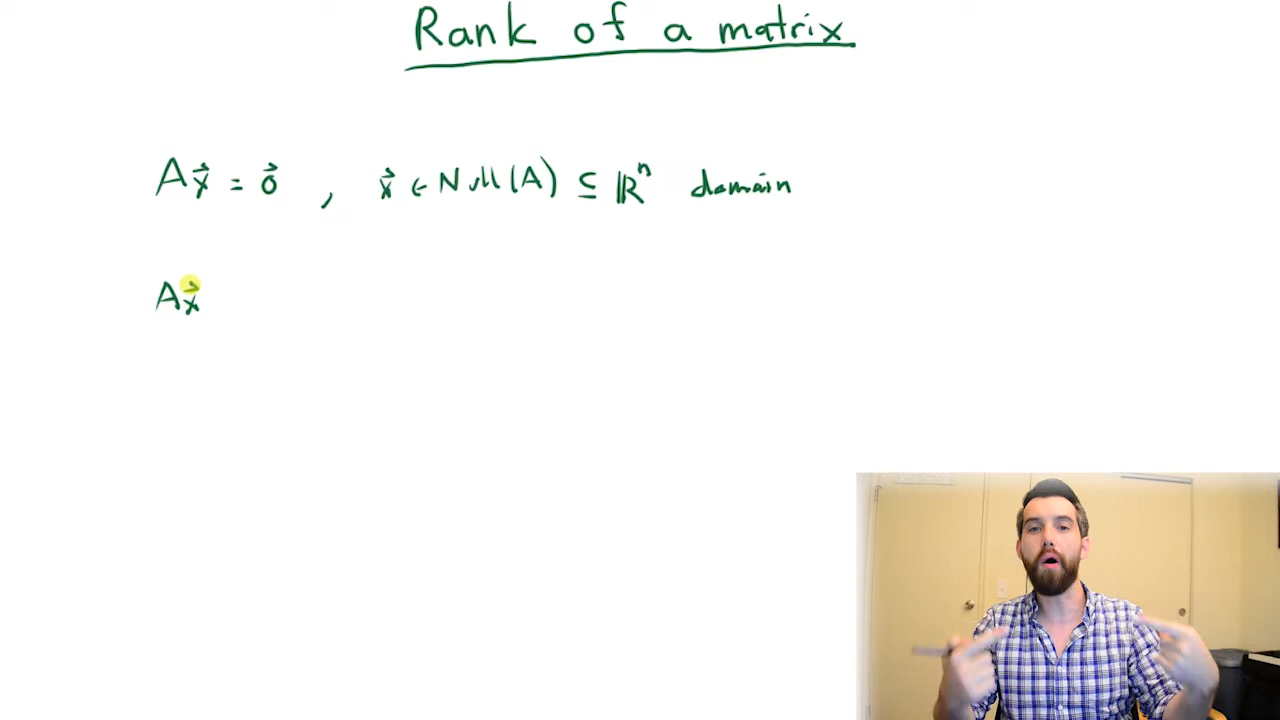 Rank of a matrix
A x⃗ = 0⃗ , x⃗ ∈ Null(A) ⊆ ℝⁿ domain
A x⃗